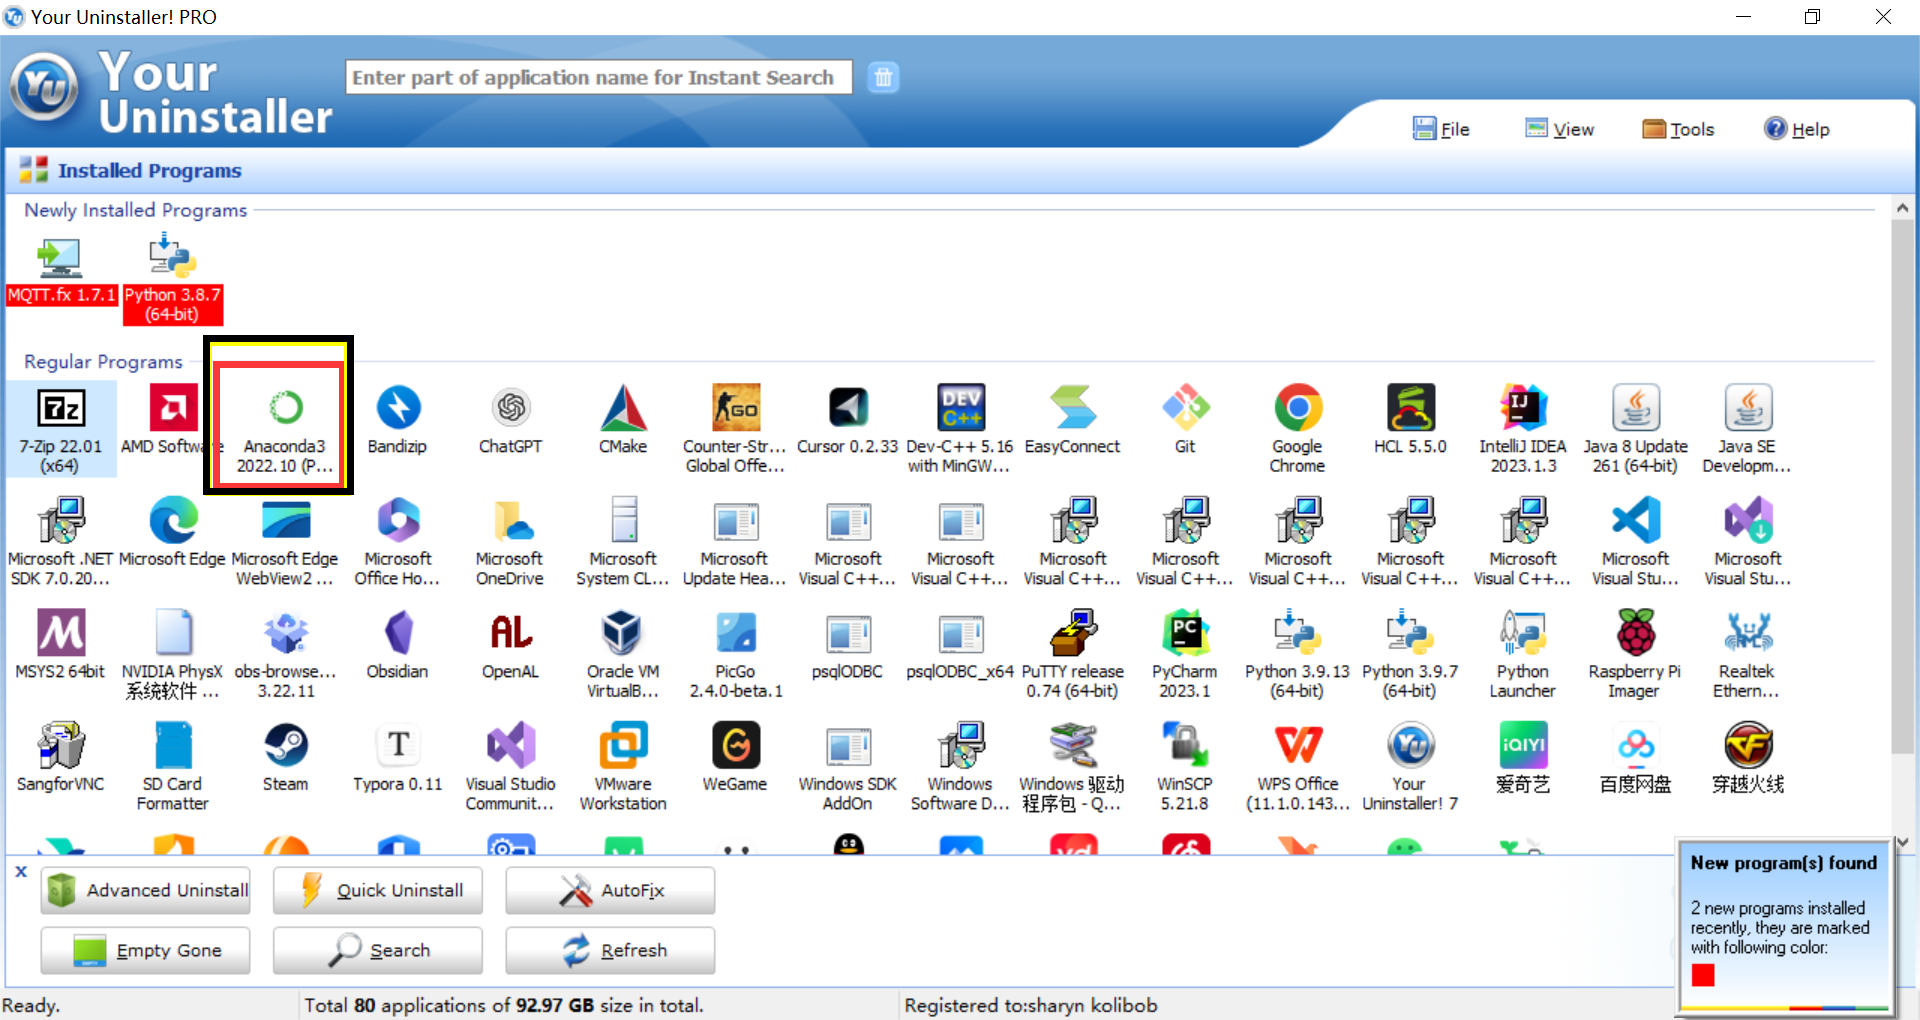 Your Uninstaller! PRO
Your
Uninstaller
Enter part of application name for Instant Search
File View Tools Help
Installed Programs
Newly Installed Programs
MQTT.fx 1.7.1
Python 3.8.7
(64-bit)
Regular Programs
7-Zip 22.01
(x64)
AMD Software
Anaconda3
2022.10 (P...
Bandizip
ChatGPT
CMake
Counter-Str...
Global Offe...
Cursor 0.2.33
Dev-C++ 5.16
with MinGW...
EasyConnect
Git
Google
Chrome
HCL 5.5.0
IntelliJ IDEA
2023.1.3
Java 8 Update
261 (64-bit)
Java SE
Developm...
Microsoft .NET
SDK 7.0.20...
Microsoft Edge
Microsoft Edge
WebView2 ...
Microsoft
Office Ho...
Microsoft
OneDrive
Microsoft
System CL...
Microsoft
Update Hea...
Microsoft
Visual C++...
Microsoft
Visual C++...
Microsoft
Visual C++...
Microsoft
Visual C++...
Microsoft
Visual C++...
Microsoft
Visual C++...
Microsoft
Visual C++...
Microsoft
Visual Stu...
Microsoft
Visual Stu...
MSYS2 64bit
NVIDIA PhysX
系统软件 ...
obs-browse...
3.22.11
Obsidian
OpenAL
Oracle VM
VirtualB...
PicGo
2.4.0-beta.1
psqlODBC
psqlODBC_x64
PuTTY release
0.74 (64-bit)
PyCharm
2023.1
Python 3.9.13
(64-bit)
Python 3.9.7
(64-bit)
Python
Launcher
Raspberry Pi
Imager
Realtek
Ethern...
SangforVNC
SD Card
Formatter
Steam
Typora 0.11
Visual Studio
Communit...
VMware
Workstation
WeGame
Windows SDK
AddOn
Windows
Software D...
Windows 驱动
程序包 - Q...
WinSCP
5.21.8
WPS Office
(11.1.0.143...
Your
Uninstaller! 7
爱奇艺
百度网盘
穿越火线
x
Advanced Uninstall
Quick Uninstall
AutoFix
Empty Gone
Search
Refresh
New program(s) found
2 new programs installed
recently, they are marked
with following color:
Ready.
Total 80 applications of 92.97 GB size in total.
Registered to:sharyn kolibob